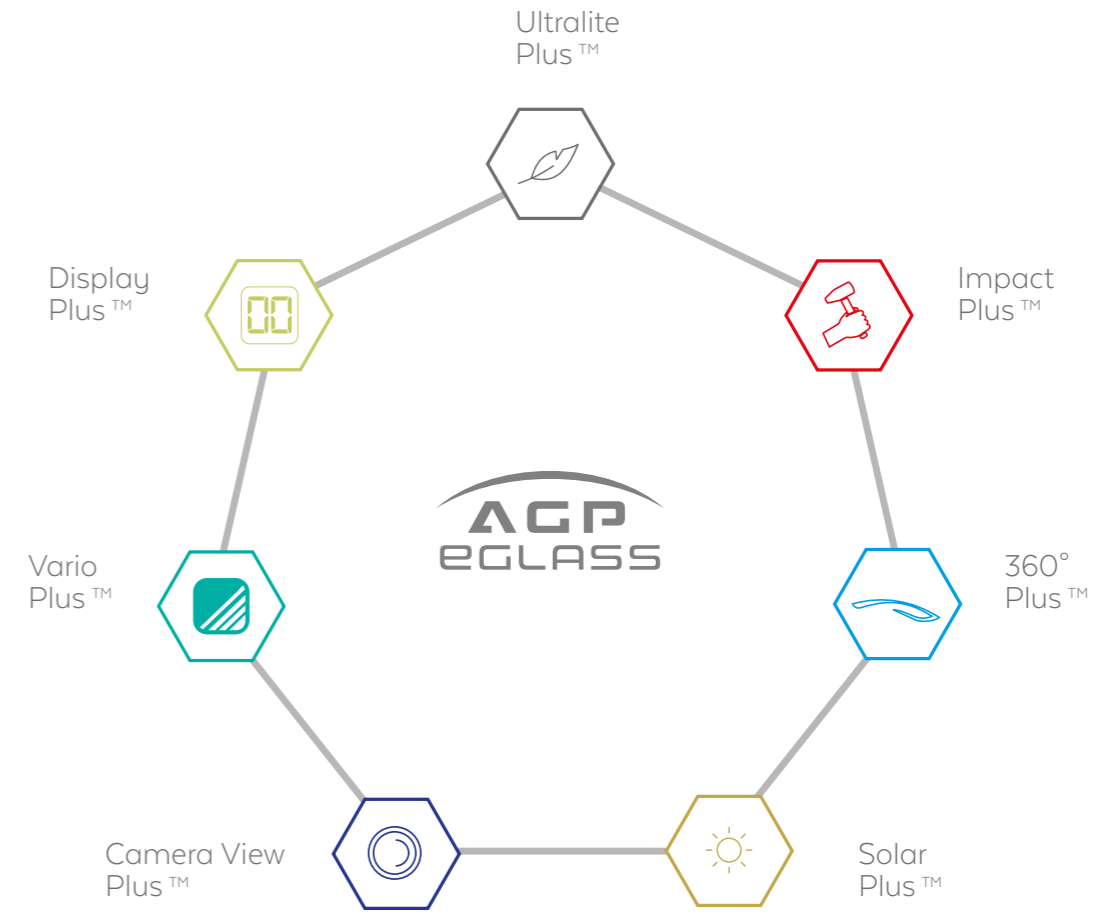 Ultralite
Plus ™
Display
Plus ™
00
Impact
Plus ™
AGP
eGLASS
Vario
Plus ™
360°
Plus ™
Camera View
Plus ™
Solar
Plus ™